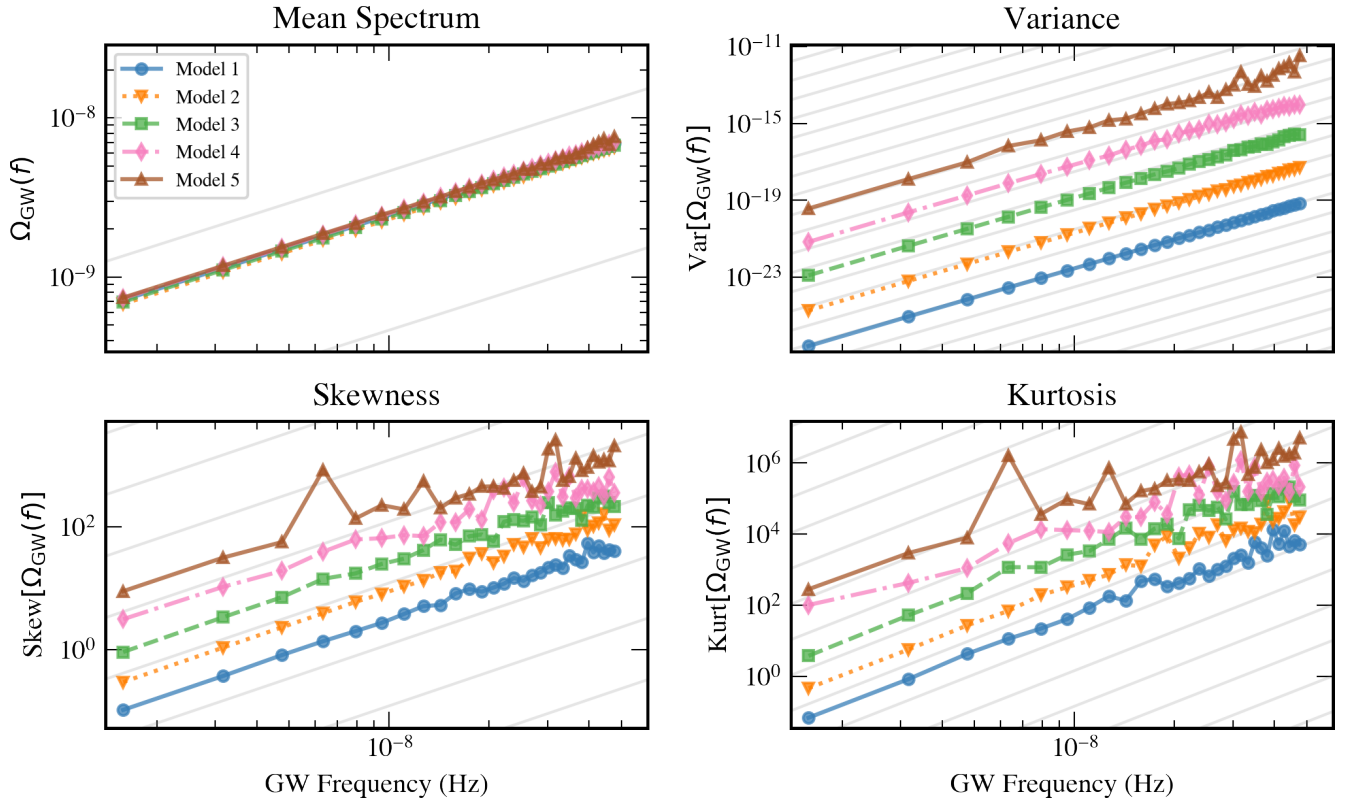 Mean Spectrum
Variance
Ω_GW(f)
10⁻⁸
10⁻⁹
Model 1
Model 2
Model 3
Model 4
Model 5
Var[Ω_GW(f)]
10⁻¹¹
10⁻¹⁵
10⁻¹⁹
10⁻²³
Skewness
Kurtosis
Skew[Ω_GW(f)]
10²
10⁰
10⁻⁸
GW Frequency (Hz)
Kurt[Ω_GW(f)]
10⁶
10⁴
10²
10⁰
10⁻⁸
GW Frequency (Hz)